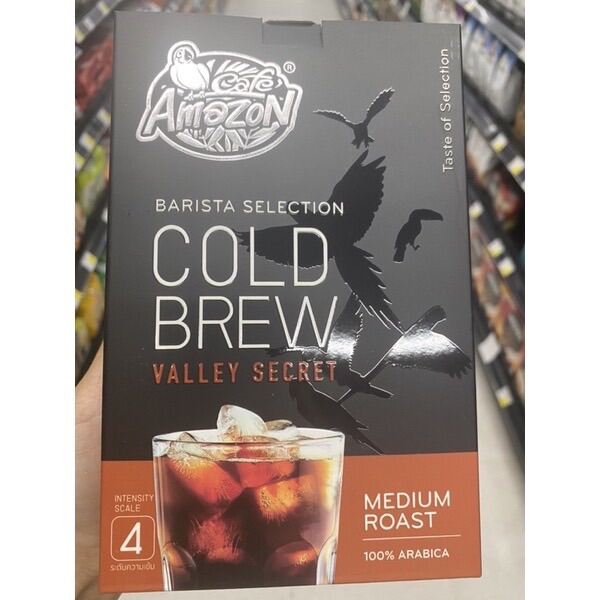 Café
Amazon
®
Taste of Selection
BARISTA SELECTION
COLD
BREW
VALLEY SECRET
INTENSITY
SCALE
4
ระดับความเข้ม
MEDIUM
ROAST
100% ARABICA